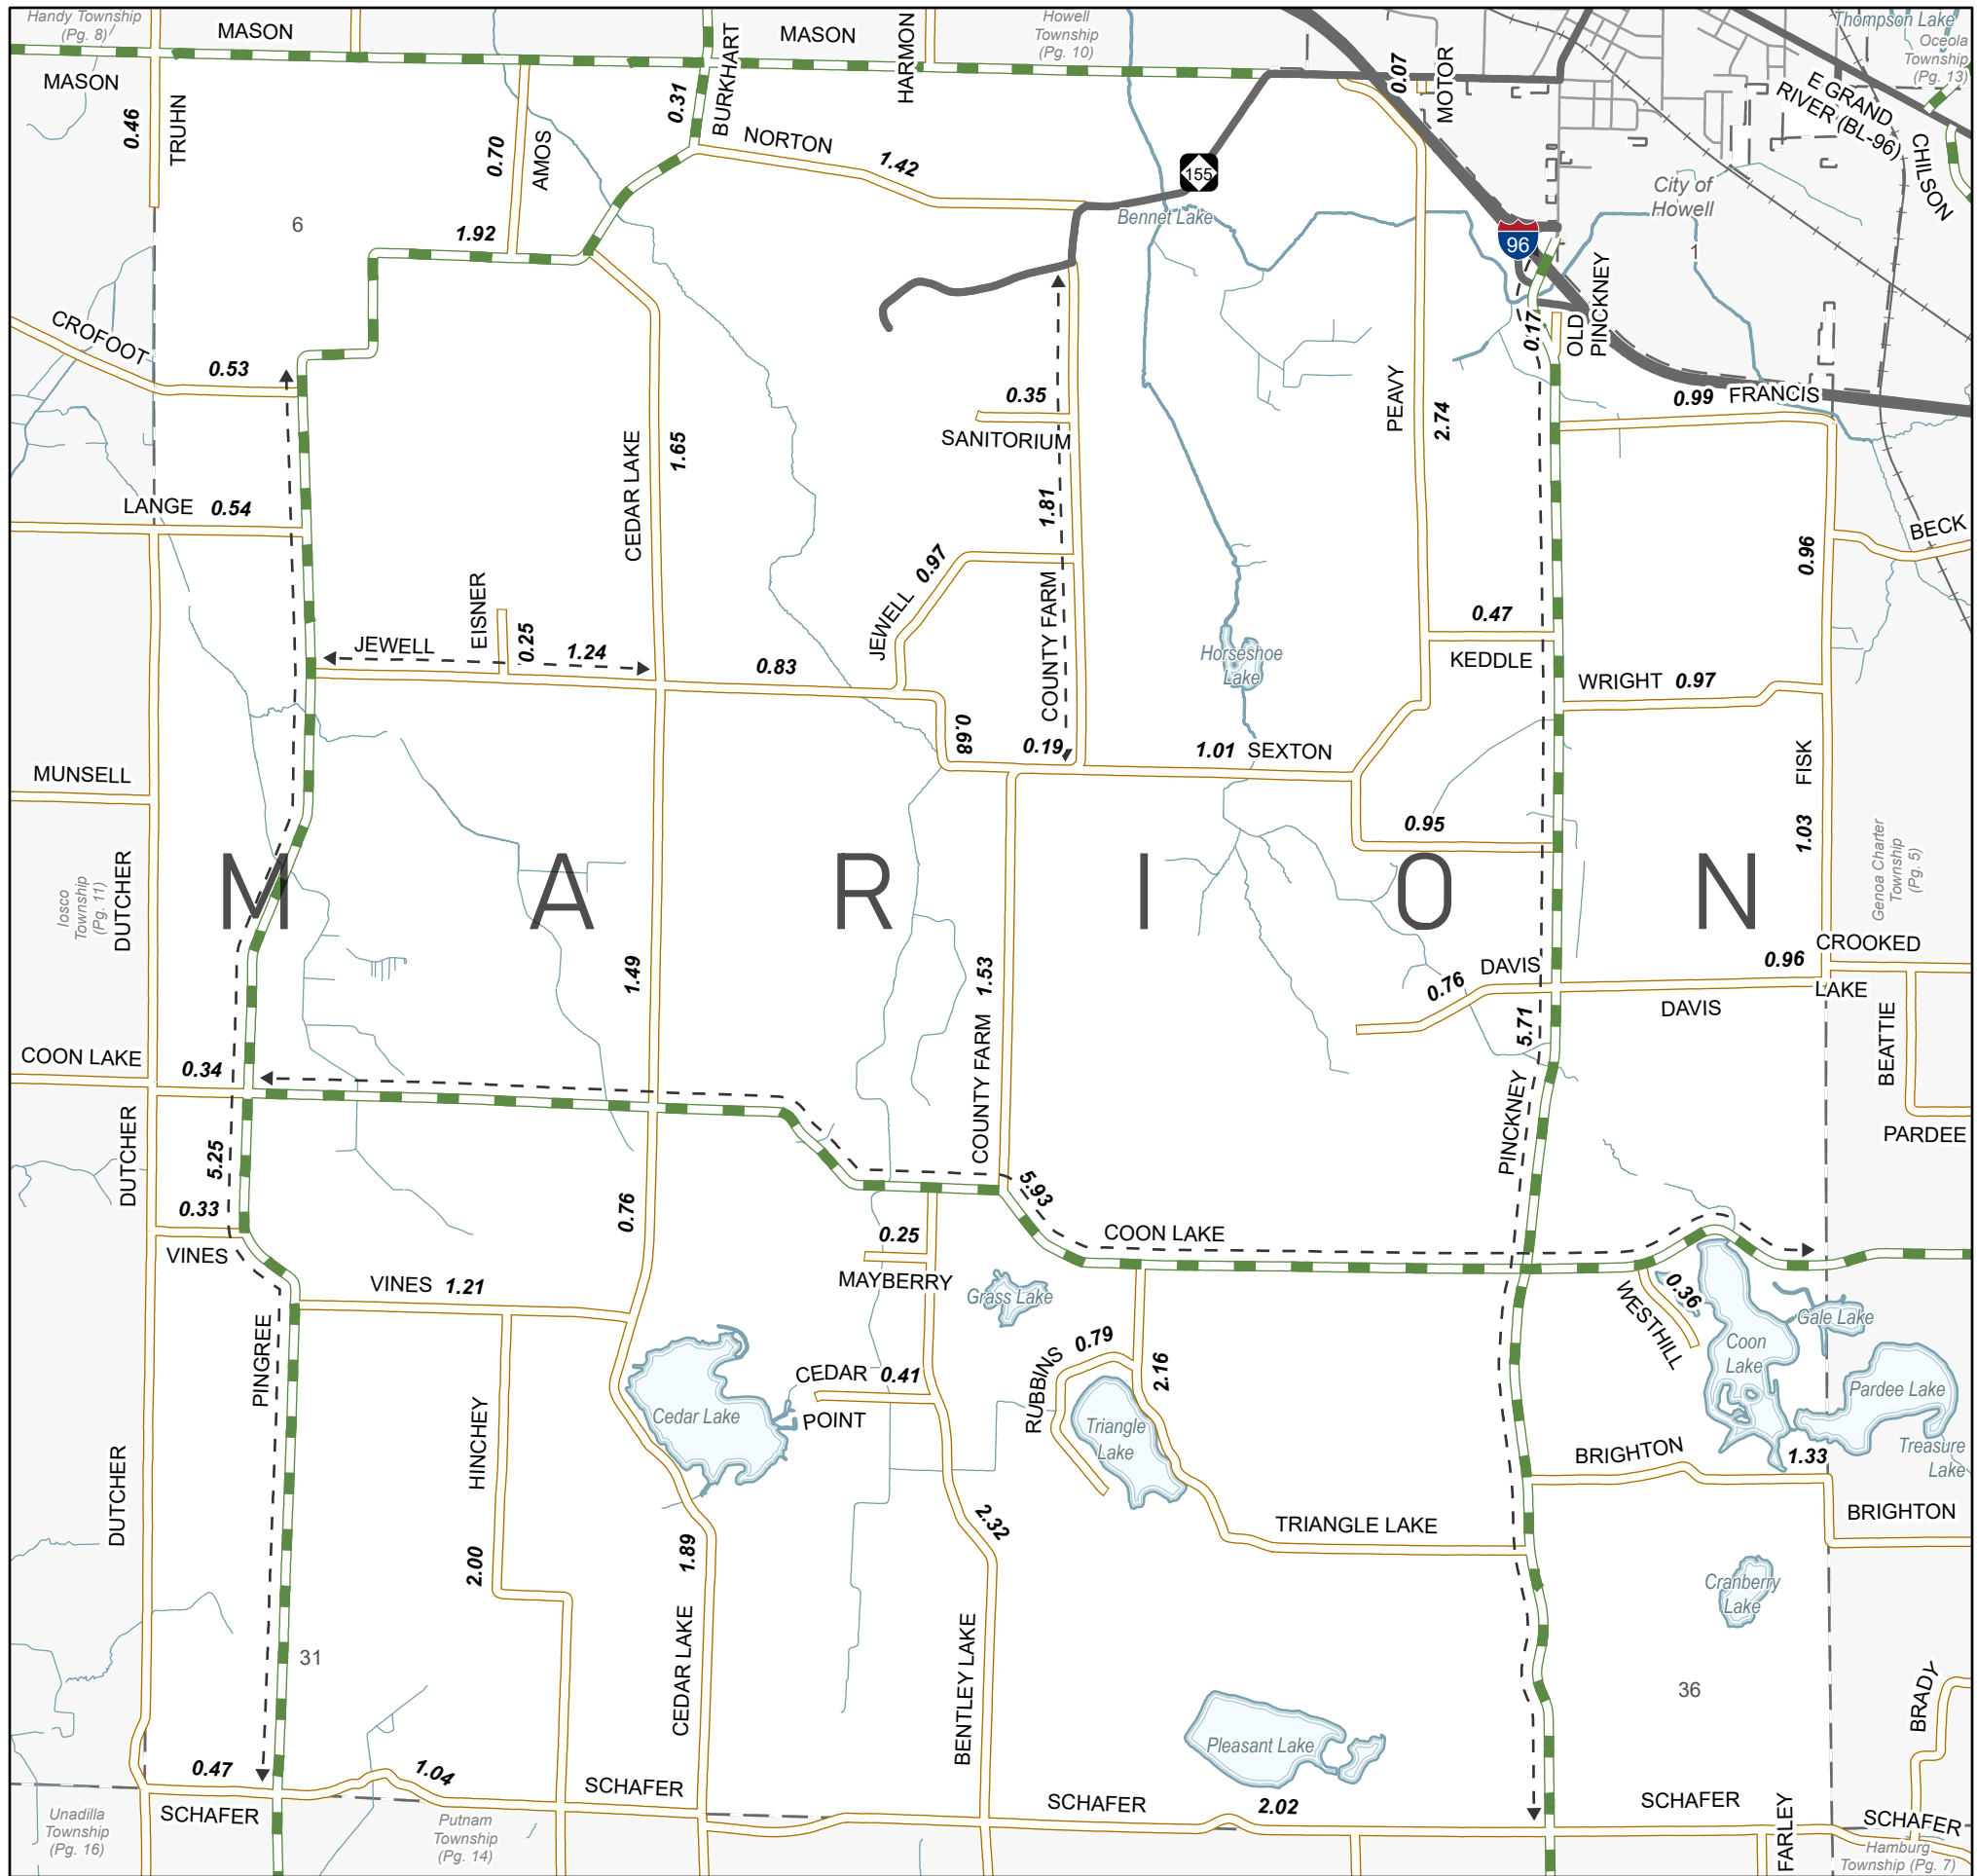 Handy Township
(Pg. 8)
MASON
MASON
HARMON
Howell
Township
(Pg. 10)
Thompson Lake
Oceola
Township
(Pg. 13)
MASON
0.46
TRUHN
0.70
AMOS
0.31
BURKHART
NORTON
1.42
155
Bennet Lake
0.07
MOTOR
E GRAND
RIVER (BL-96)
CHILSON
City of
Howell
1
6
1.92
96
OLD
PINCKNEY
0.17
CROFOOT
0.53
0.35
SANITORIUM
PEAVY
2.74
0.99 FRANCIS
CEDAR LAKE
1.65
LANGE 0.54
1.81
COUNTY FARM
BECK
0.96
JEWELL
EISNER
0.25
1.24
JEWELL 0.97
0.83
0.47
KEDDLE
Horseshoe
Lake
WRIGHT 0.97
0.68
0.19
1.01 SEXTON
FISK
1.03
MUNSELL
0.95
Iosco
Township
(Pg. 11)
DUTCHER
Genoa Charter
Township
(Pg. 5)
M A R I O N
1.49
1.53
COUNTY FARM
0.76
DAVIS
0.96
CROOKED
LAKE
DAVIS
BEATTIE
5.71
PINCKNEY
COON LAKE
0.34
DUTCHER
5.25
PARDEE
0.33
VINES
0.76
5.93
COON LAKE
0.25
MAYBERRY
VINES 1.21
PINGREE
Grass Lake
WESTHILL
0.36
Coon
Lake
Gale Lake
Pardee Lake
Treasure
Lake
HINCHEY
2.00
Cedar Lake
CEDAR 0.41
POINT
RUBBINS
0.79
2.16
Triangle
Lake
DUTCHER
BRIGHTON
1.33
BRIGHTON
1.89
CEDAR LAKE
2.32
BENTLEY LAKE
TRIANGLE LAKE
Cranberry
Lake
31
36
BRADY
Pleasant Lake
0.47
SCHAFER
1.04
SCHAFER
SCHAFER
2.02
SCHAFER
FARLEY
SCHAFER
Unadilla
Township
(Pg. 16)
Putnam
Township
(Pg. 14)
Hamburg
Township (Pg. 7)